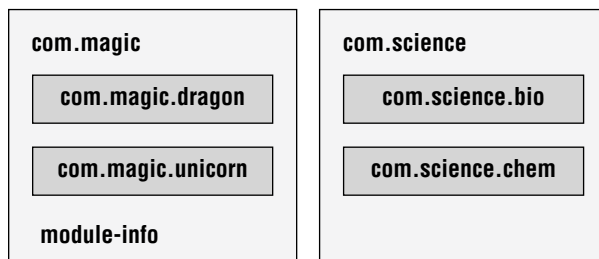 com.magic
com.magic.dragon
com.magic.unicorn
module-info
com.science
com.science.bio
com.science.chem